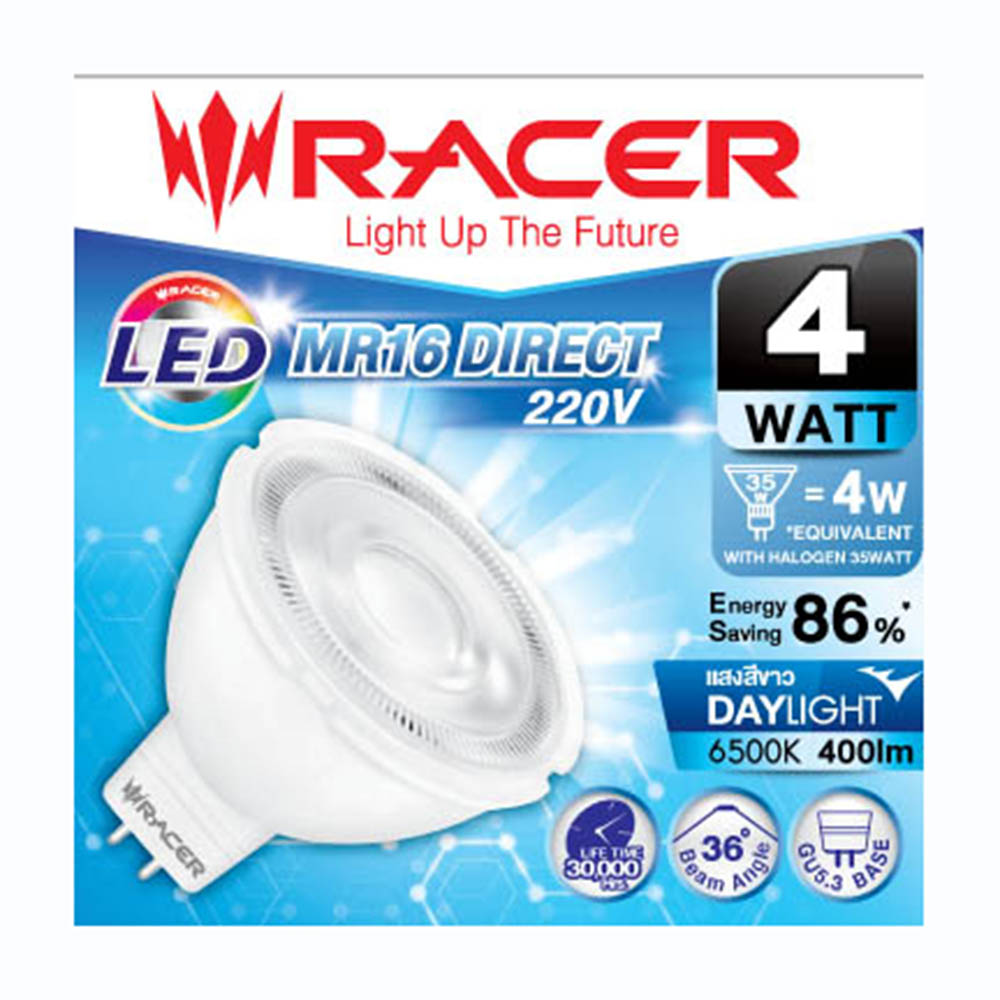 RACER
Light Up The Future
RACER
LED
MR16 DIRECT
220V
4
WATT
35
W
= 4W
*EQUIVALENT
WITH HALOGEN 35WATT
Energy
Saving
86%*
แสงสีขาว
DAYLIGHT
6500K 400lm
RACER
LIFE TIME
30,000
Hrs.
36°
Beam Angle
GU5.3 BASE